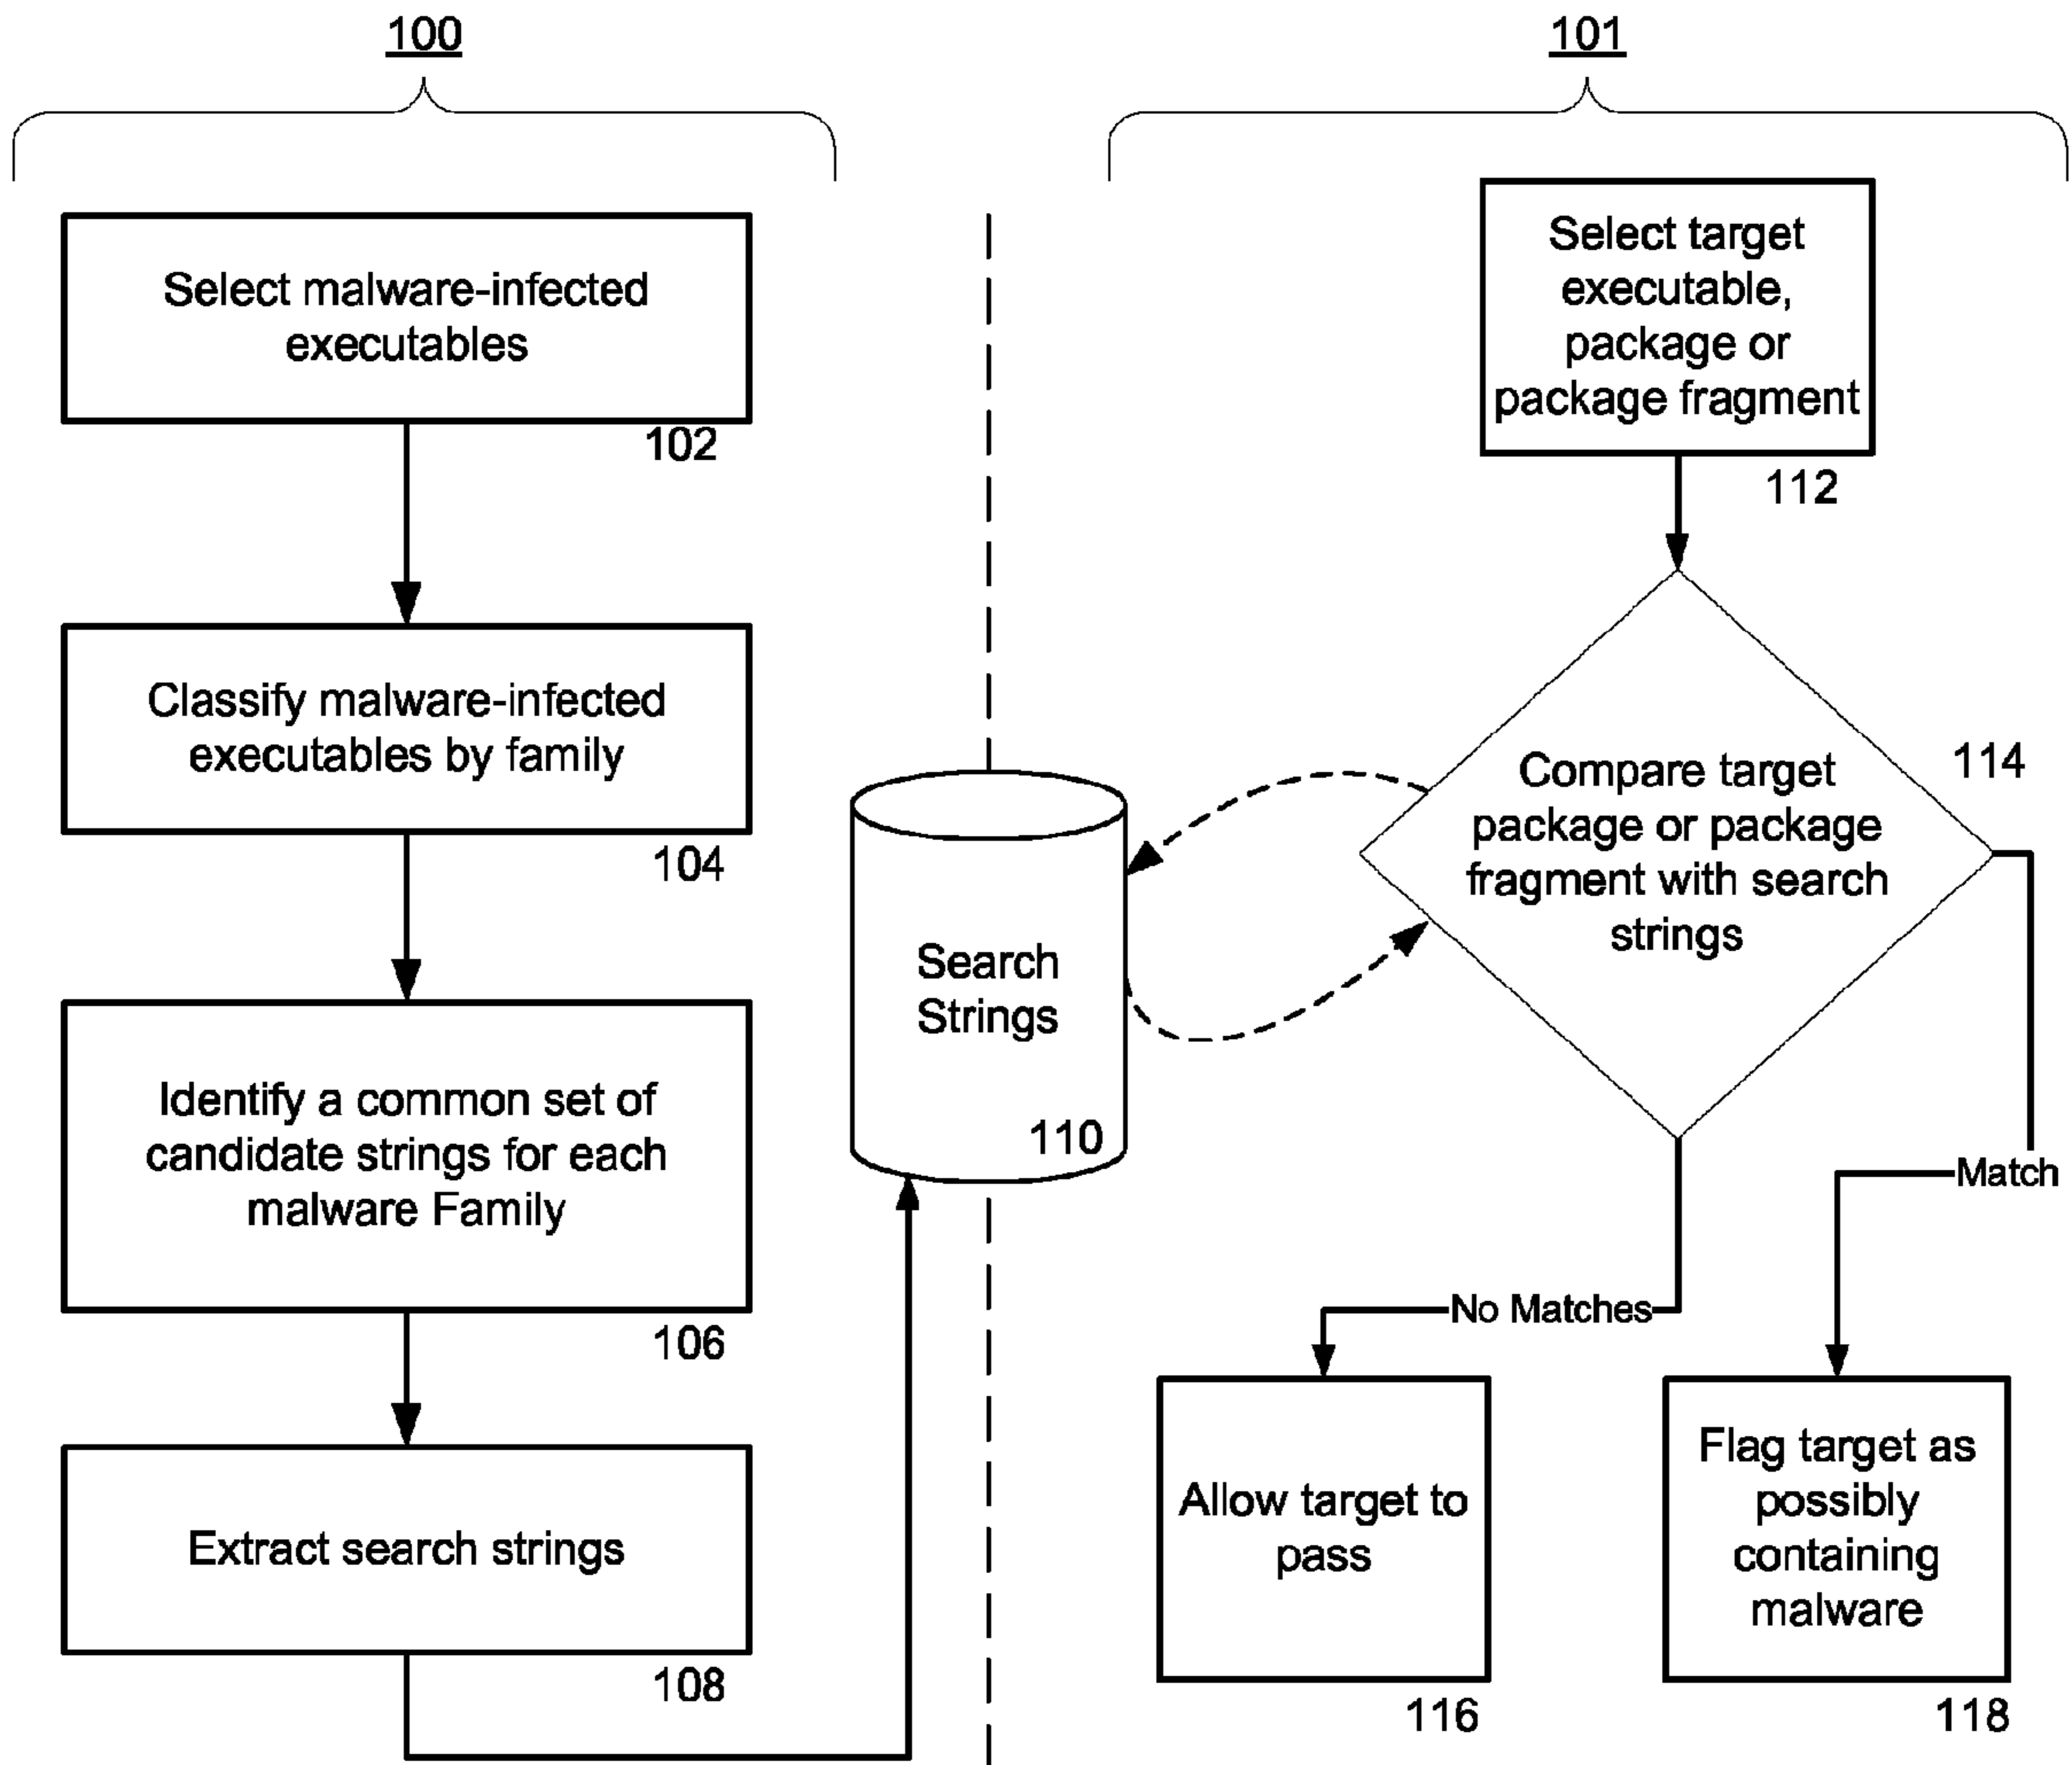 100
Select malware-infected
executables
102
Classify malware-infected
executables by family
104
Identify a common set of
candidate strings for each
malware Family
106
Extract search strings
108
Search
Strings
110
101
Select target
executable,
package or
package fragment
112
Compare target
package or package
fragment with search
strings
114
Match
No Matches
Allow target to
pass
116
Flag target as
possibly
containing
malware
118